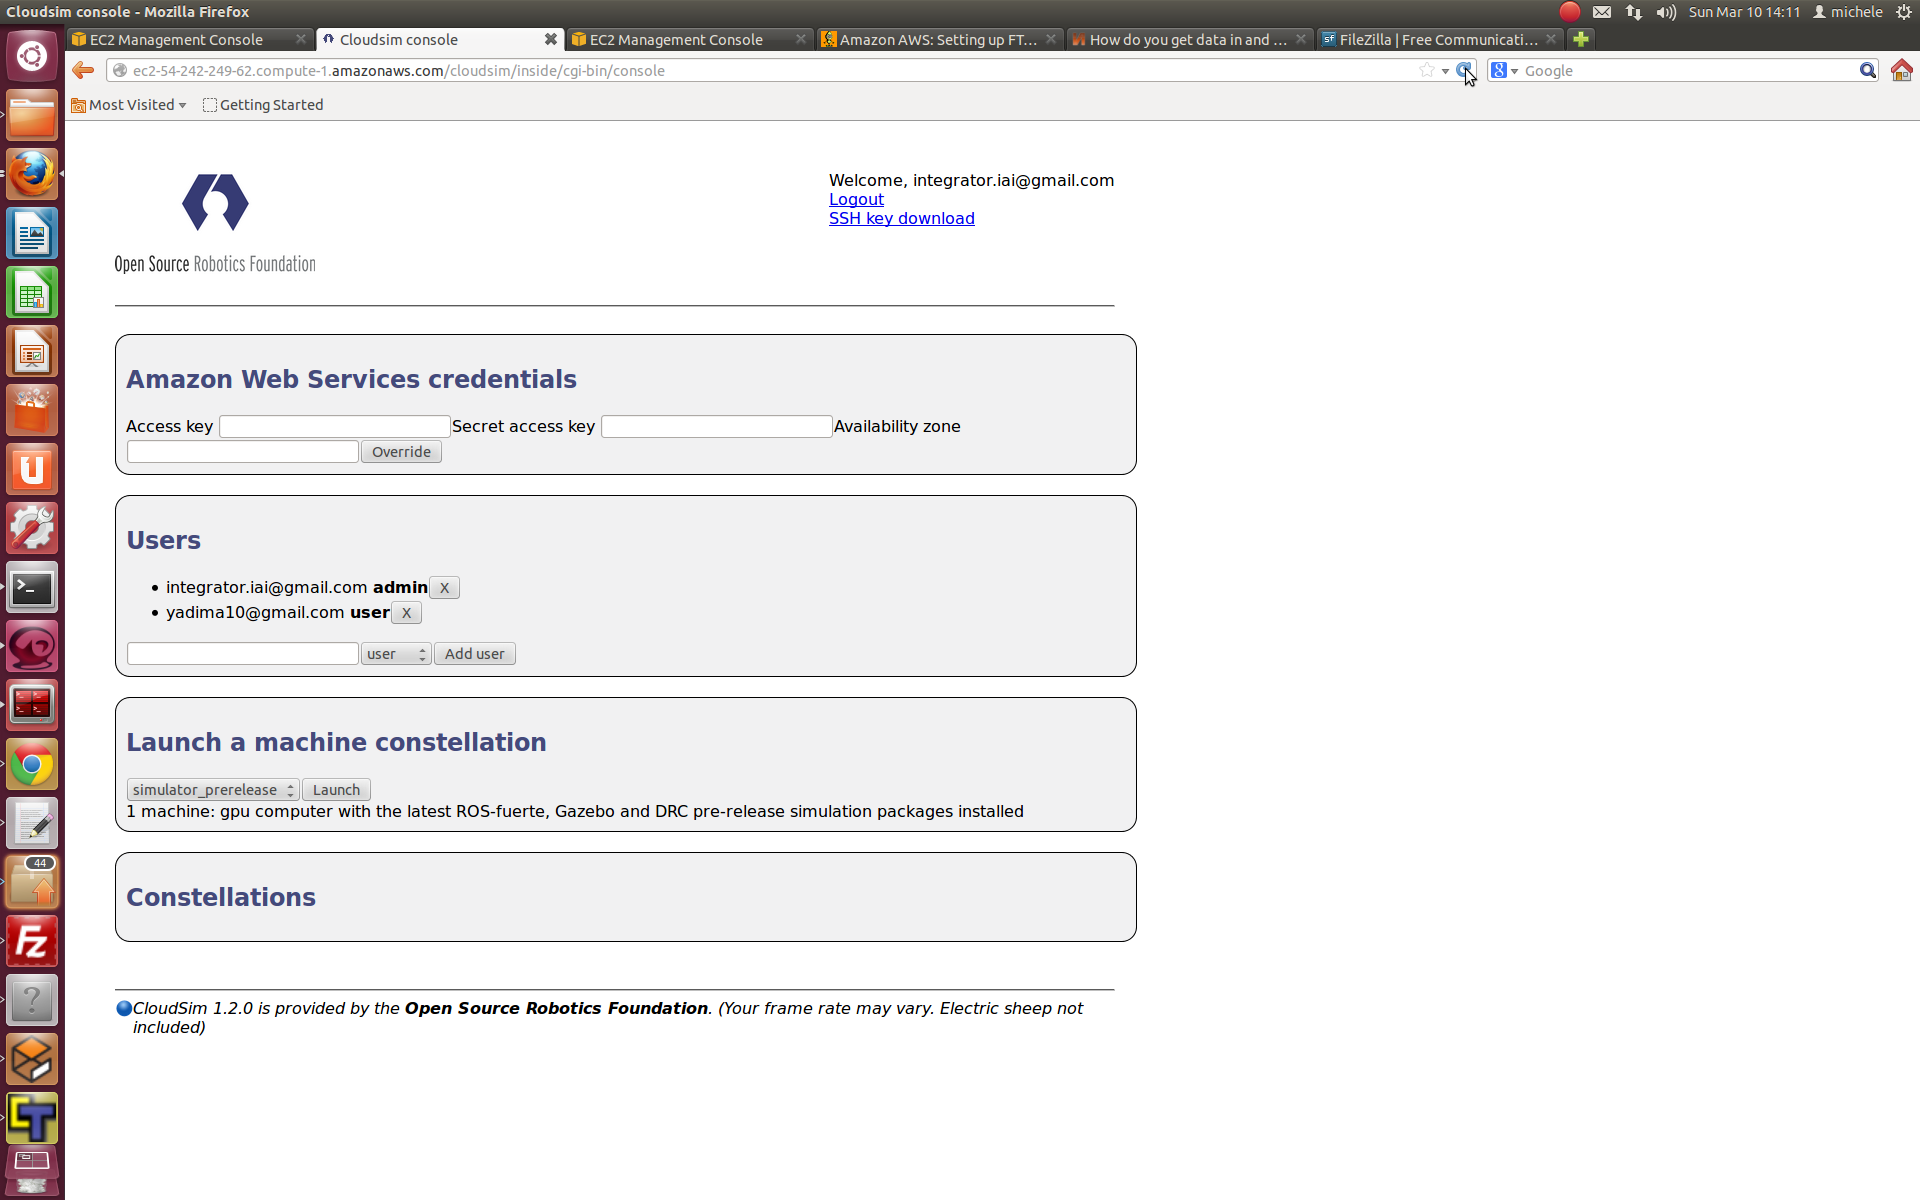 Cloudsim console - Mozilla Firefox
Sun Mar 10 14:11 michele
EC2 Management Console
Cloudsim console
EC2 Management Console
Amazon AWS: Setting up FT...
How do you get data in and ...
FileZilla | Free Communicati...
ec2-54-242-249-62.compute-1.amazonaws.com/cloudsim/inside/cgi-bin/console
Google
Most Visited
Getting Started
Welcome, integrator.iai@gmail.com
Logout
SSH key download
Open Source Robotics Foundation
Amazon Web Services credentials
Access key Secret access key Availability zone
Override
Users
integrator.iai@gmail.com admin X
yadima10@gmail.com user X
user Add user
Launch a machine constellation
simulator_prerelease Launch
1 machine: gpu computer with the latest ROS-fuerte, Gazebo and DRC pre-release simulation packages installed
44
Constellations
CloudSim 1.2.0 is provided by the Open Source Robotics Foundation. (Your frame rate may vary. Electric sheep not
included)